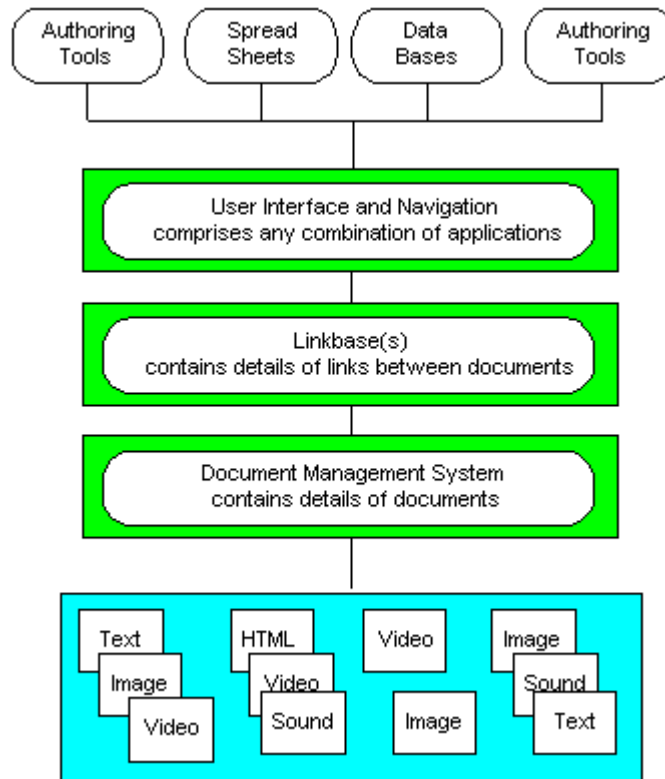 Authoring
Tools
Spread
Sheets
Data
Bases
Authoring
Tools
User Interface and Navigation
comprises any combination of applications
Linkbase(s)
contains details of links between documents
Document Management System
contains details of documents
Text
Image
Video
HTML
Video
Sound
Video
Image
Image
Sound
Text